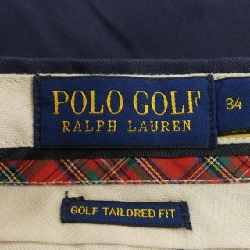 POLO GOLF
RALPH LAUREN
34
GOLF TAILORED FIT